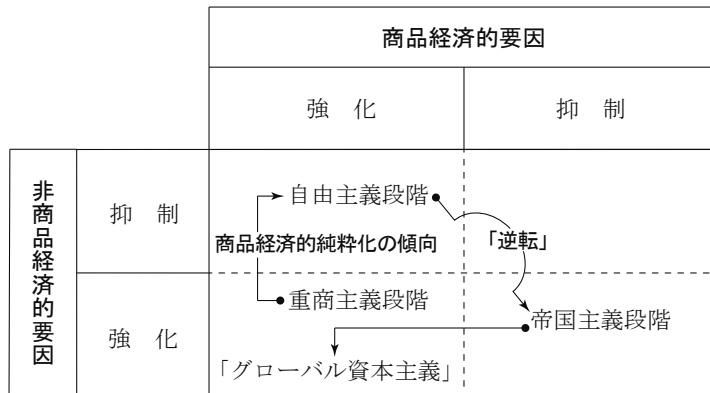 商品経済的要因
強 化
抑 制
非商品経済的要因
抑 制
自由主義段階
商品経済的純粋化の傾向
「逆転」
強 化
重商主義段階
帝国主義段階
「グローバル資本主義」